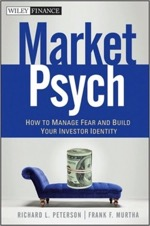 WILEY FINANCE
Market
Psych
HOW TO MANAGE FEAR AND BUILD
YOUR INVESTOR IDENTITY
RICHARD L. PETERSON | FRANK F. MURTHA